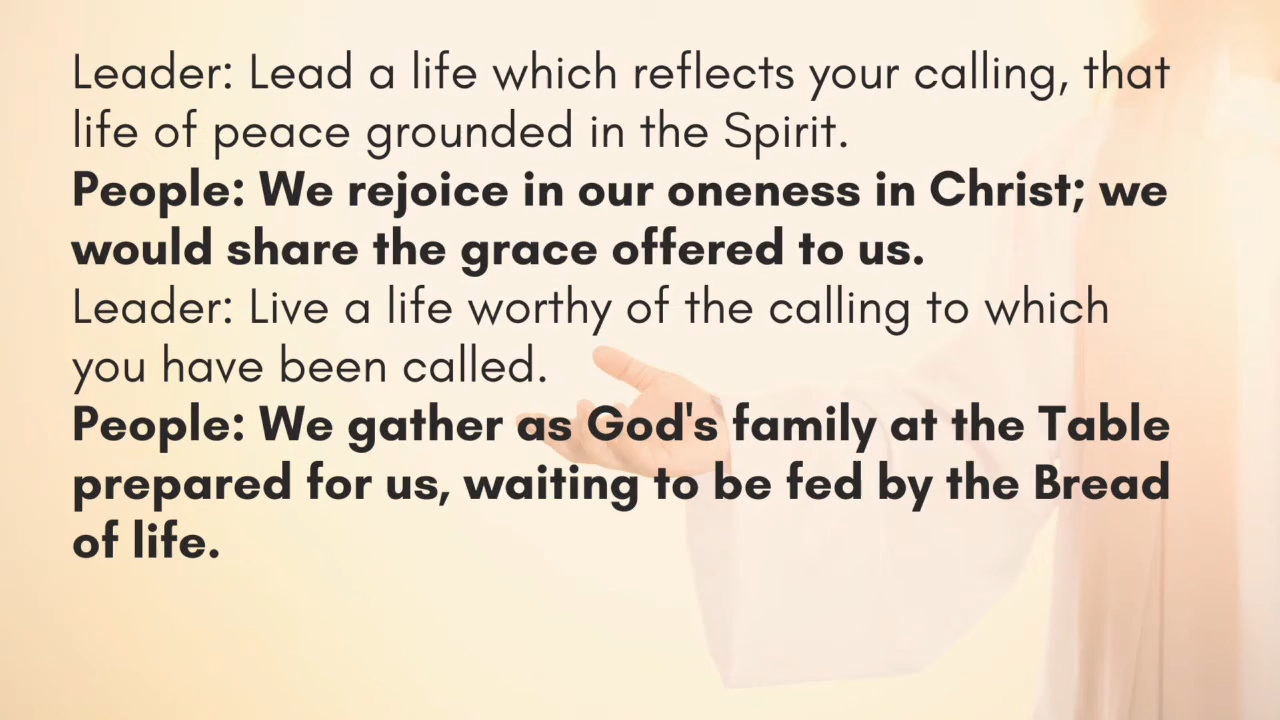 Leader: Lead a life which reflects your calling, that
life of peace grounded in the Spirit.
People: We rejoice in our oneness in Christ; we
would share the grace offered to us.
Leader: Live a life worthy of the calling to which
you have been called.
People: We gather as God's family at the Table
prepared for us, waiting to be fed by the Bread
of life.